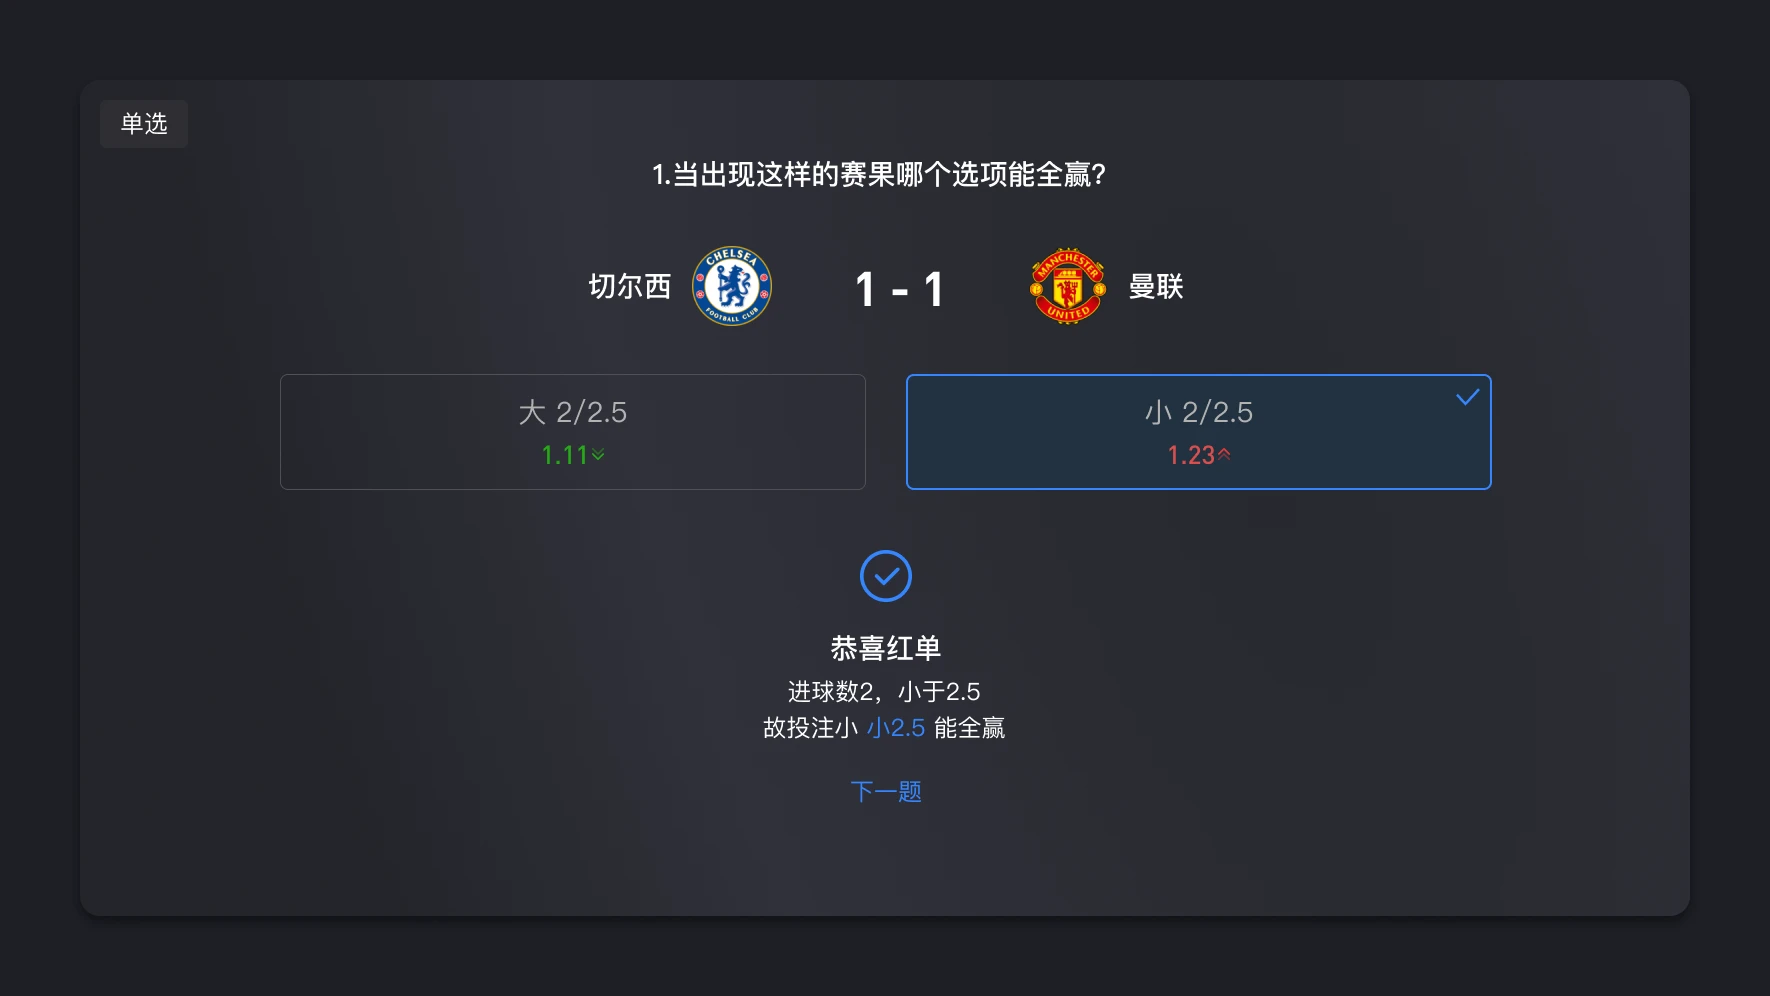 单选
1.当出现这样的赛果哪个选项能全赢?
切尔西 CHELSEA FOOTBALL CLUB 1 - 1 MANCHESTER UNITED 曼联
大 2/2.5
1.11
小 2/2.5
1.23
恭喜红单
进球数2，小于2.5
故投注小 小2.5 能全赢
下一题